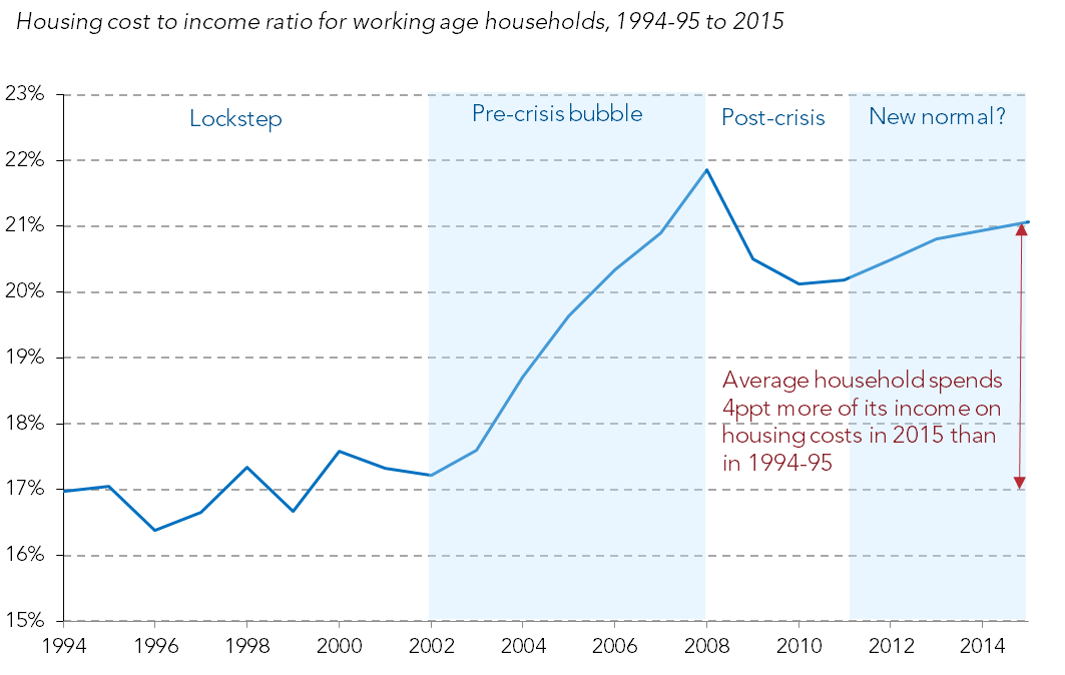 Housing cost to income ratio for working age households, 1994-95 to 2015
23%
22%
21%
20%
19%
18%
17%
16%
15%
Lockstep
Pre-crisis bubble
Post-crisis
New normal?
Average household spends
4ppt more of its income on
housing costs in 2015 than
in 1994-95
1994 1996 1998 2000 2002 2004 2006 2008 2010 2012 2014